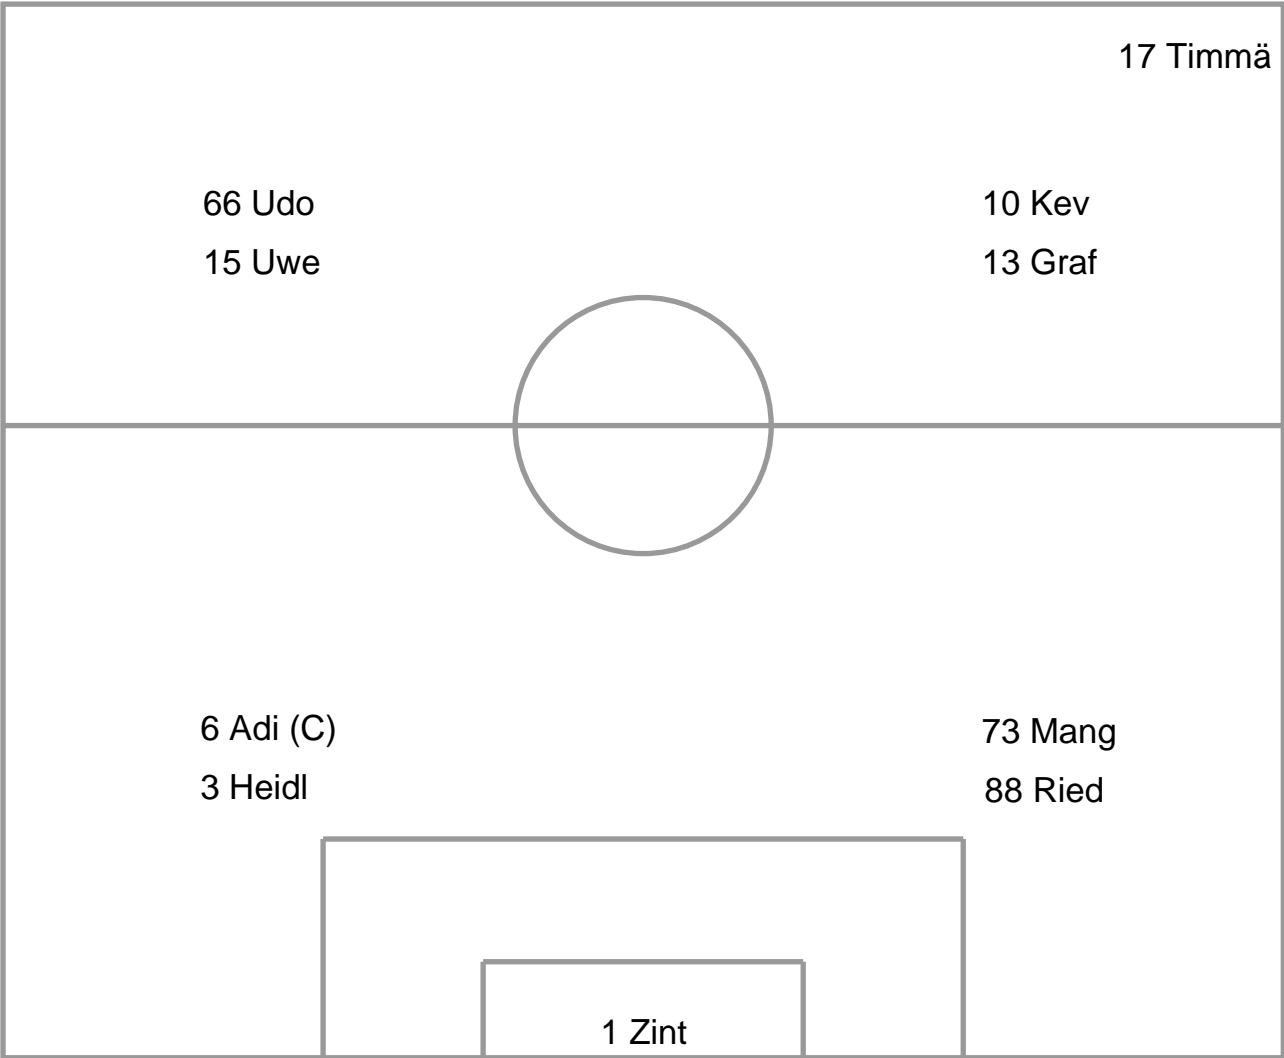 17 Timmä
66 Udo
15 Uwe
10 Kev
13 Graf
6 Adi (C)
3 Heidl
73 Mang
88 Ried
1 Zint